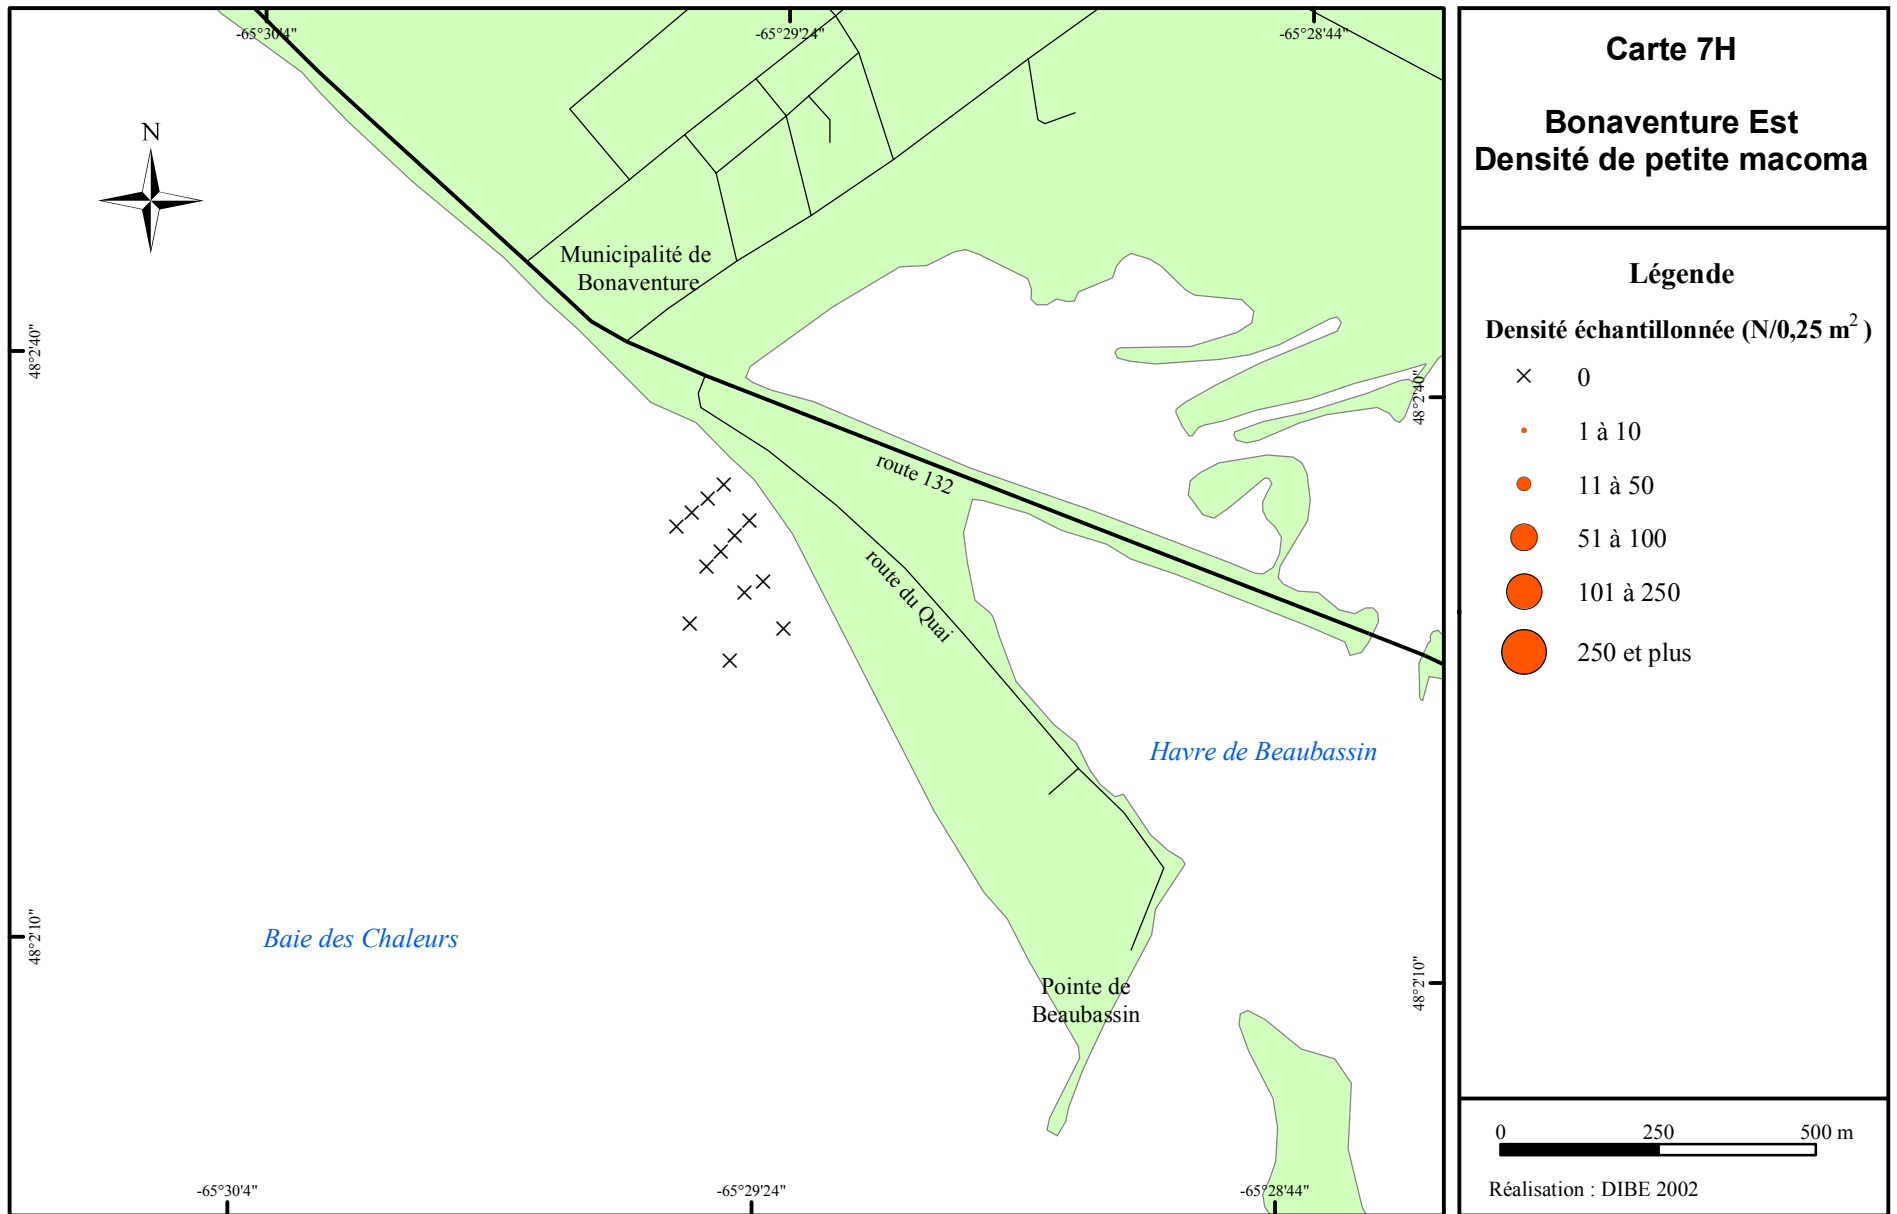 -65°30'4"
-65°29'24"
-65°28'44"
N
Municipalité de
Bonaventure
48°2'40"
48°2'40"
route 132
route du Quai
Havre de Beaubassin
Baie des Chaleurs
48°2'10"
48°2'10"
Pointe de
Beaubassin
-65°30'4"
-65°29'24"
-65°28'44"
Carte 7H
Bonaventure Est
Densité de petite macoma
Légende
Densité échantillonnée (N/0,25 m²)
0
1 à 10
11 à 50
51 à 100
101 à 250
250 et plus
0 250 500 m
Réalisation : DIBE 2002